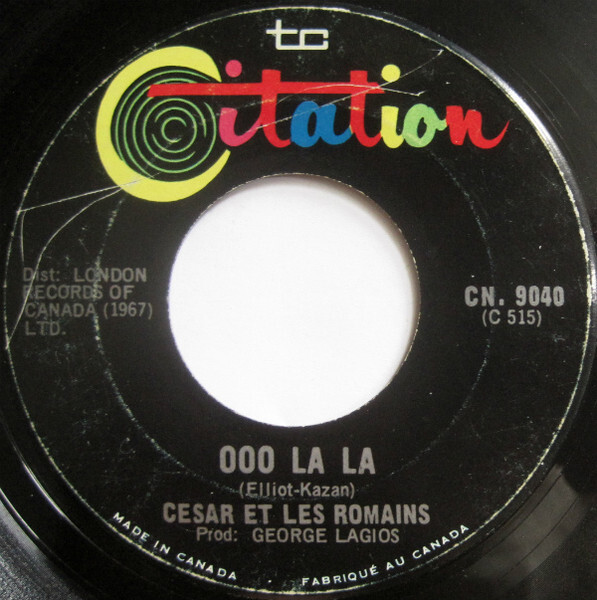 tc
Citation
Dist: LONDON
RECORDS OF
CANADA (1967)
LTD.
CN. 9040
(C 515)
OOO LA LA
(Elliot-Kazan)
CESAR ET LES ROMAINS
Prod: GEORGE LAGIOS
MADE IN CANADA · FABRIQUÉ AU CANADA